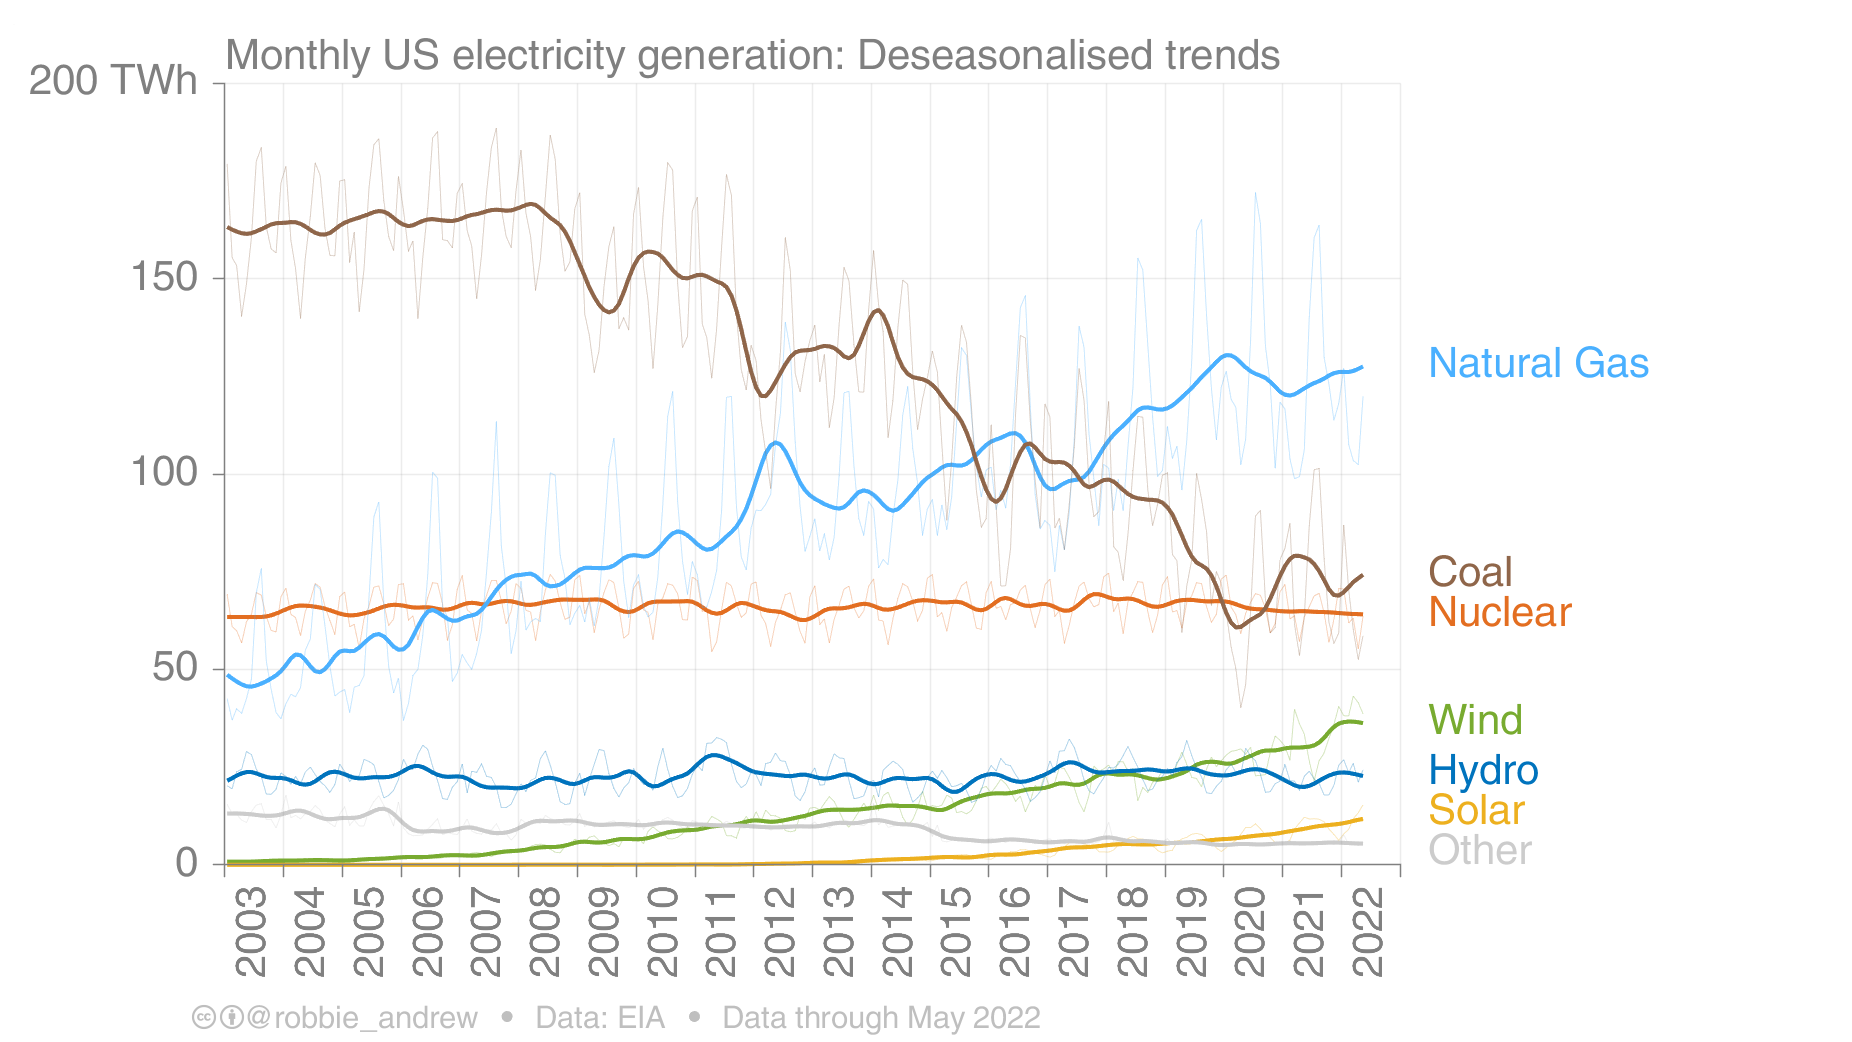 Monthly US electricity generation: Deseasonalised trends
200 TWh
150
100
50
0
Natural Gas
Coal
Nuclear
Wind
Hydro
Solar
Other
2003 2004 2005 2006 2007 2008 2009 2010 2011 2012 2013 2014 2015 2016 2017 2018 2019 2020 2021 2022
@robbie_andrew • Data: EIA • Data through May 2022